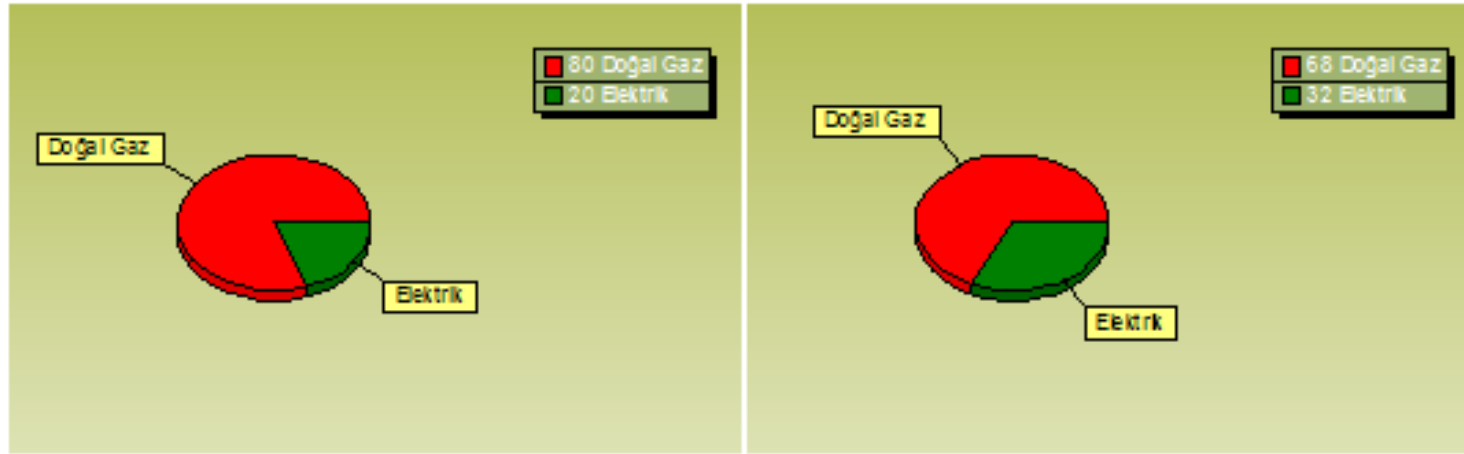 80 Doğal Gaz
20 Elektrik
Doğal Gaz
Elektrik
68 Doğal Gaz
32 Elektrik
Doğal Gaz
Elektrik